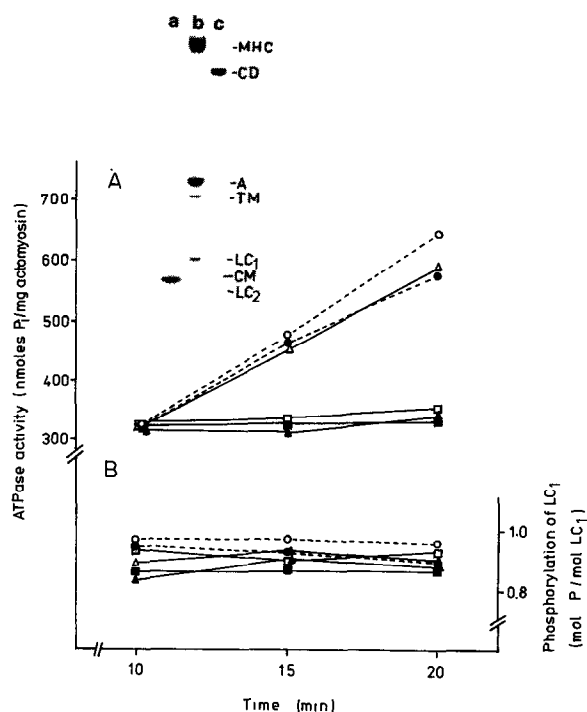 a b c
-MHC
-CD
A
-A
-TM
-LC1
-CM
-LC2
700
600
500
400
300
ATPase activity (nmoles Pi/mg actomyosin)
B
1.0
0.8
Phosphorylation of LC1
(mol P/mol LC1)
10 15 20
Time (min)